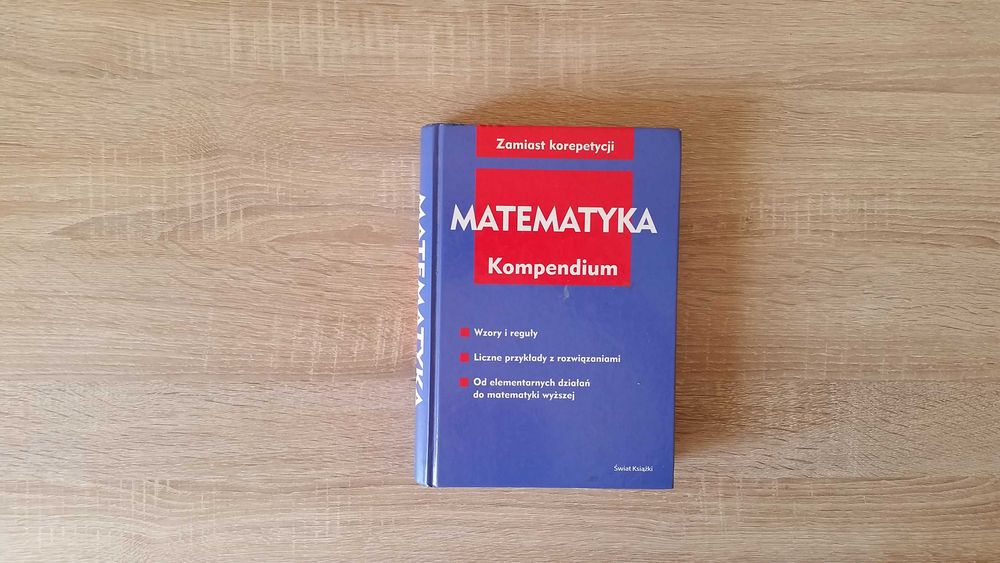 Zamiast korepetycji
MATEMATYKA
Kompendium
Wzory i reguły
Liczne przykłady z rozwiązaniami
Od elementarnych działań
do matematyki wyższej
Świat Książki
MATEMATYKA